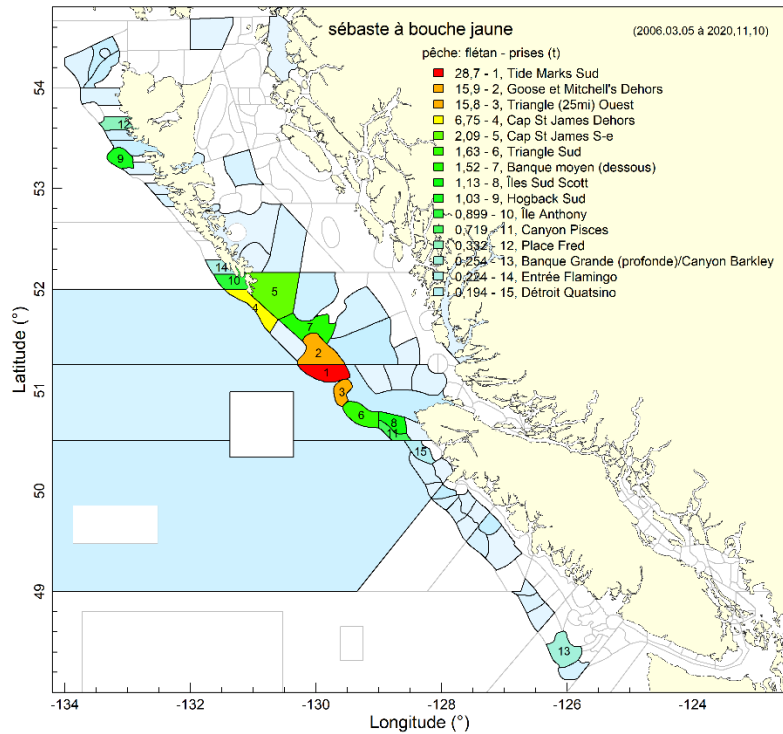 sébaste à bouche jaune
(2006.03.05 à 2020,11,10)
pêche: flétan - prises (t)
28,7 - 1, Tide Marks Sud
15,9 - 2, Goose et Mitchell's Dehors
15,8 - 3, Triangle (25mi) Ouest
6,75 - 4, Cap St James Dehors
2,09 - 5, Cap St James S-e
1,63 - 6, Triangle Sud
1,52 - 7, Banque moyen (dessous)
1,13 - 8, Îles Sud Scott
1,03 - 9, Hogback Sud
0,899 - 10, Île Anthony
0,719 - 11, Canyon Pisces
0,332 - 12, Place Fred
0,254 - 13, Banque Grande (profonde)/Canyon Barkley
0,224 - 14, Entrée Flamingo
0,194 - 15, Détroit Quatsino
54
53
52
51
50
49
Latitude (°)
12
9
14
10
5
4
7
2
1
3
6
8
11
15
13
-134
-132
-130
-128
-126
-124
Longitude (°)